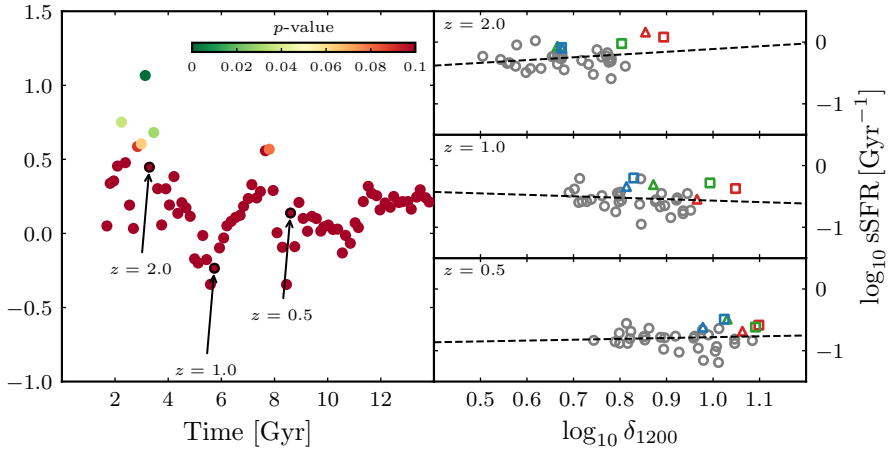 1.5
1.0
0.5
0.0
−0.5
−1.0
p-value
0 0.02 0.04 0.06 0.08 0.1
z = 2.0
z = 0.5
z = 1.0
2 4 6 8 10 12
Time [Gyr]
z = 2.0
z = 1.0
z = 0.5
0
−1
0
−1
0
−1
log₁₀ sSFR [Gyr⁻¹]
0.5 0.6 0.7 0.8 0.9 1.0 1.1
log₁₀ δ₁₂₀₀